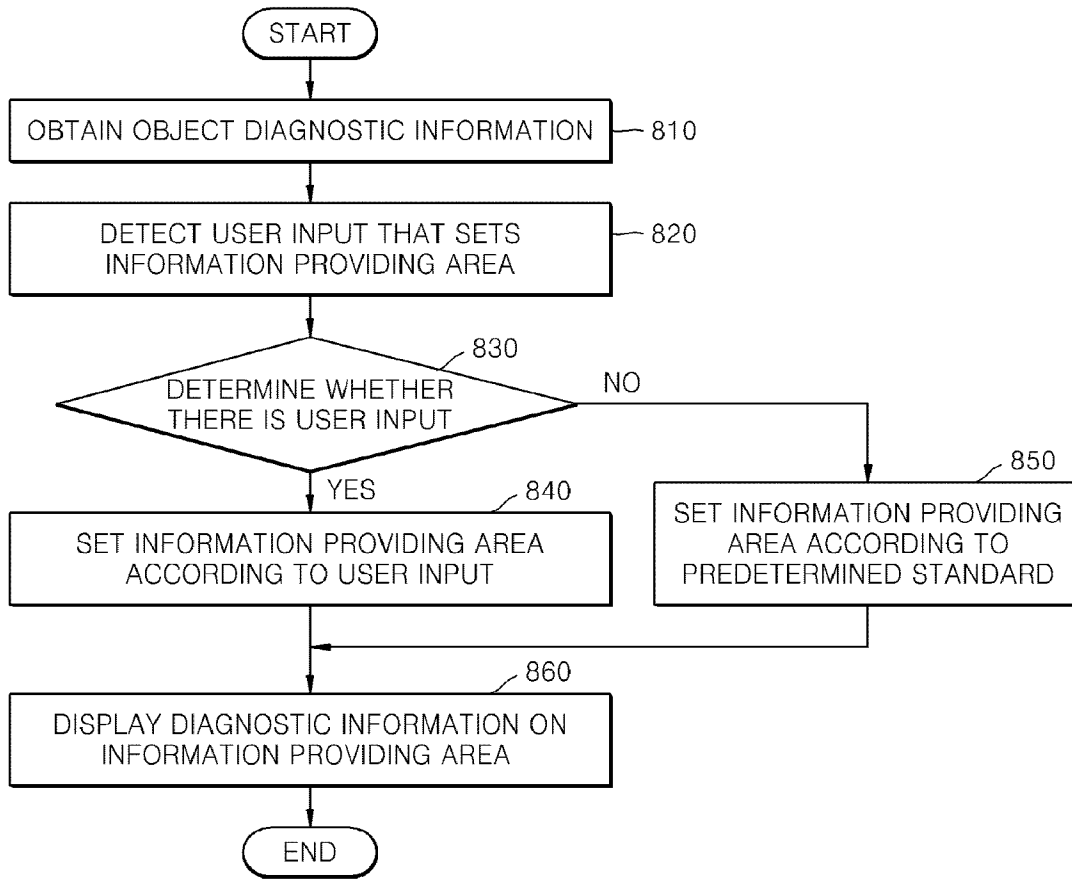 START
OBTAIN OBJECT DIAGNOSTIC INFORMATION
810
DETECT USER INPUT THAT SETS
INFORMATION PROVIDING AREA
820
830
DETERMINE WHETHER
THERE IS USER INPUT
NO
YES
840
SET INFORMATION PROVIDING AREA
ACCORDING TO USER INPUT
850
SET INFORMATION PROVIDING
AREA ACCORDING TO
PREDETERMINED STANDARD
860
DISPLAY DIAGNOSTIC INFORMATION ON
INFORMATION PROVIDING AREA
END